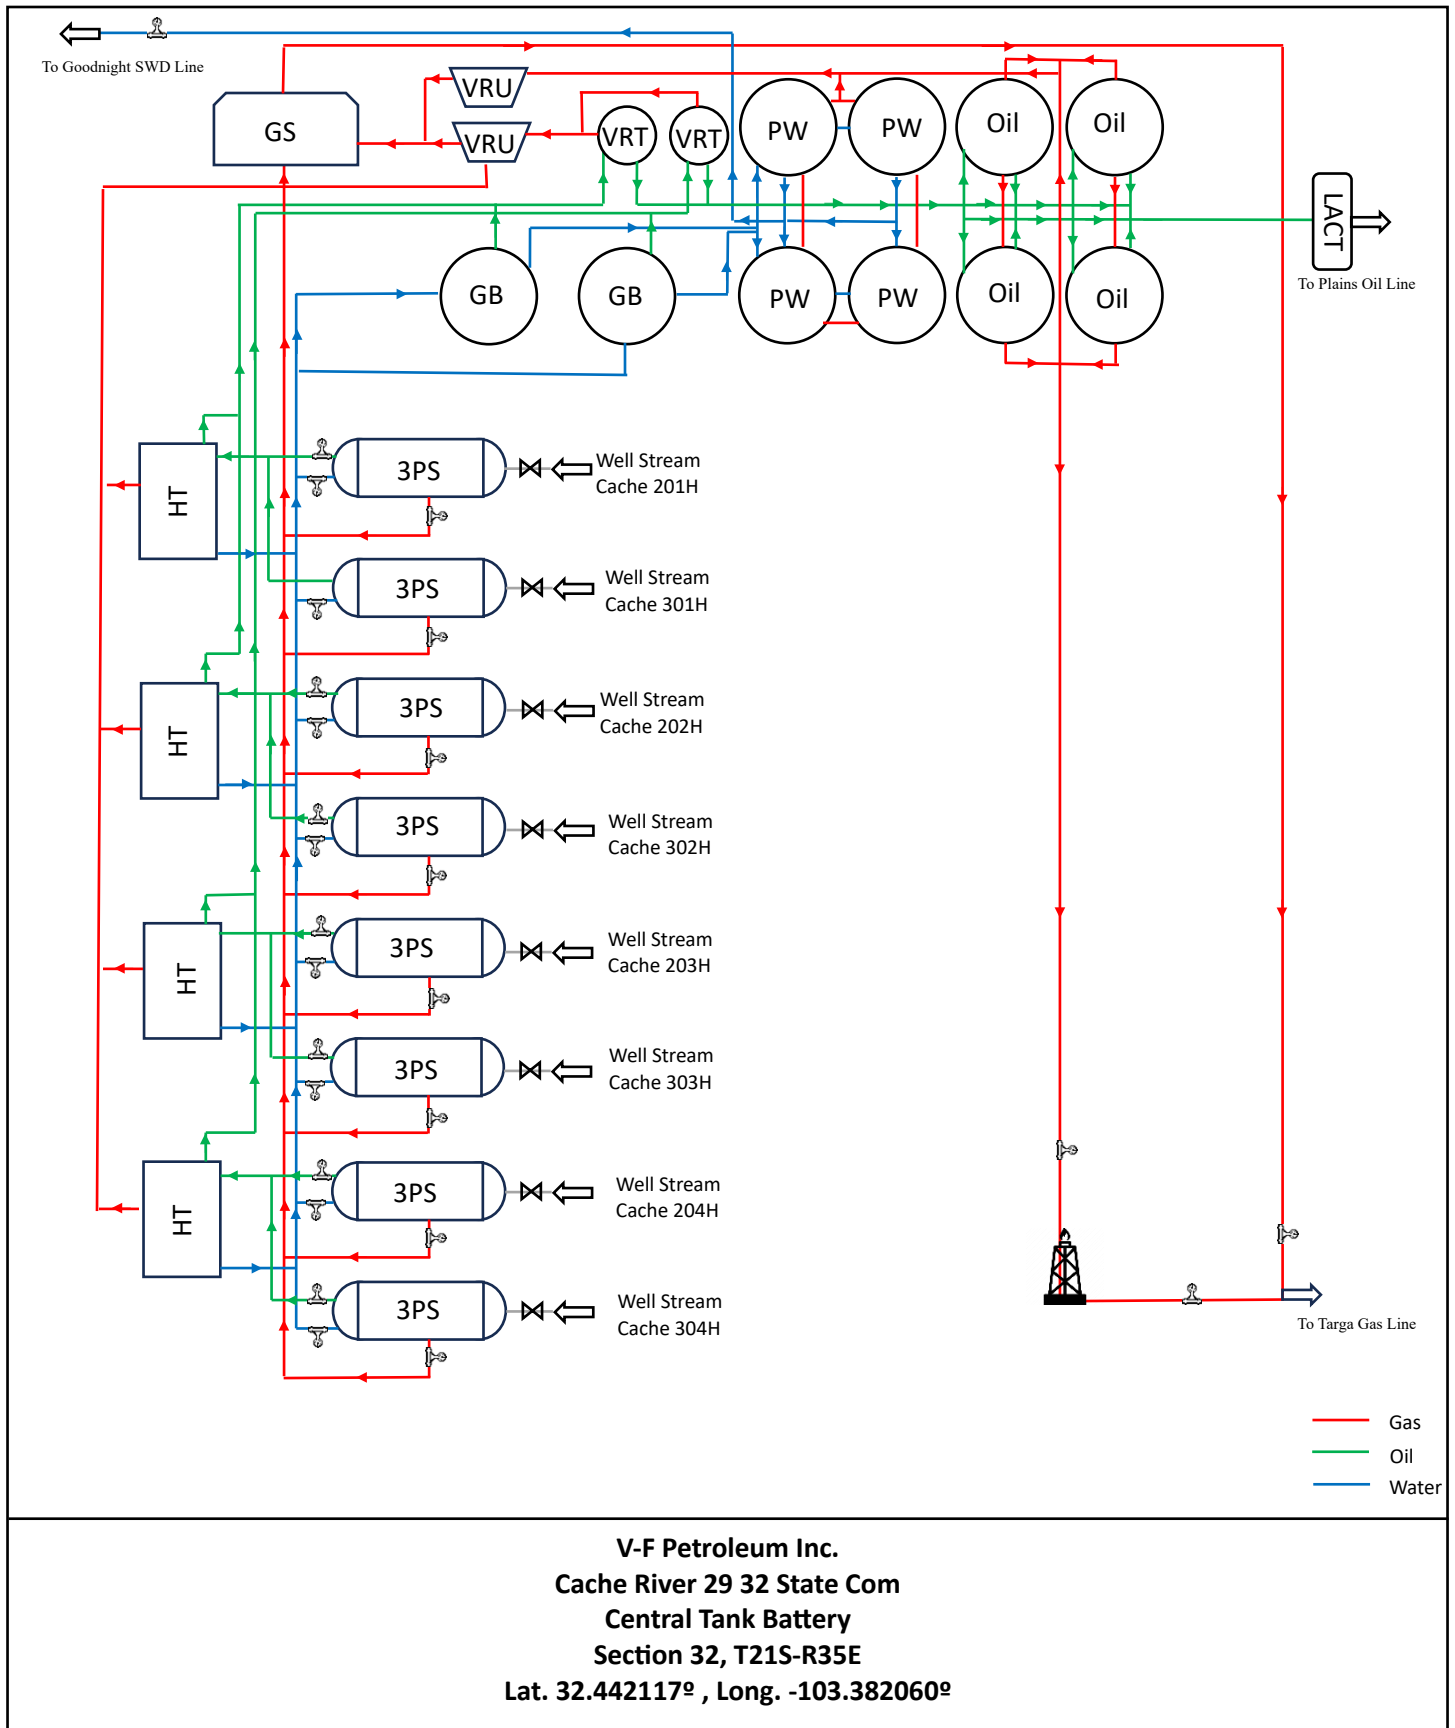 To Goodnight SWD Line
VRU
GS
VRU
VRT
VRT
PW
PW
Oil
Oil
LACT
To Plains Oil Line
GB
GB
PW
PW
Oil
Oil
HT
3PS
Well Stream
Cache 201H
3PS
Well Stream
Cache 301H
HT
3PS
Well Stream
Cache 202H
3PS
Well Stream
Cache 302H
HT
3PS
Well Stream
Cache 203H
3PS
Well Stream
Cache 303H
HT
3PS
Well Stream
Cache 204H
3PS
Well Stream
Cache 304H
To Targa Gas Line
Gas
Oil
Water
V-F Petroleum Inc.
Cache River 29 32 State Com
Central Tank Battery
Section 32, T21S-R35E
Lat. 32.442117º , Long. -103.382060º